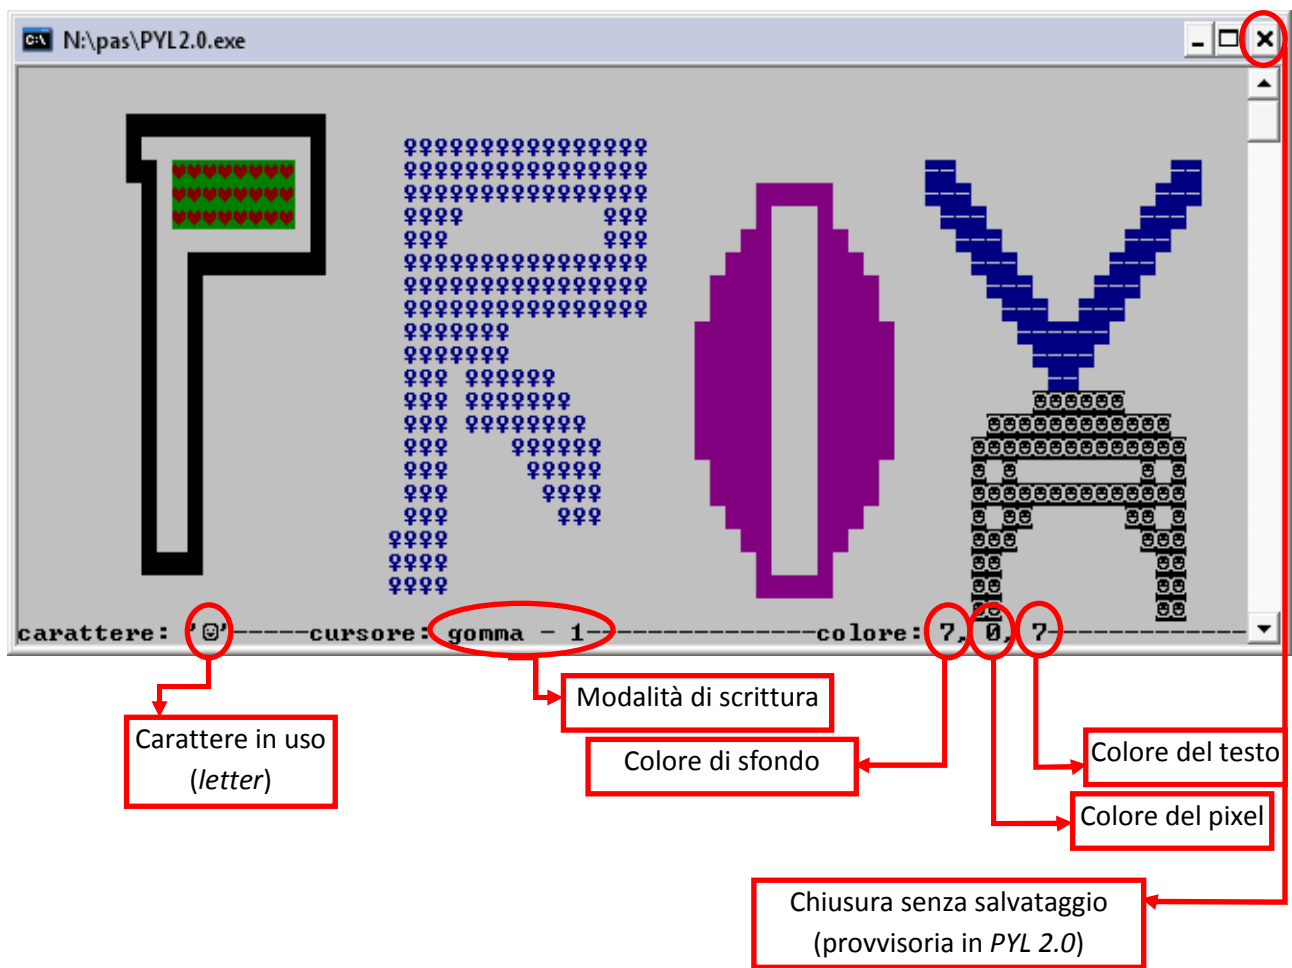 N:\pas\PYL2.0.exe
carattere: '☺'-----cursore: gomma - 1---------------colore: 7, 0, 7-------------
Modalità di scrittura
Carattere in uso
(letter)
Colore di sfondo
Colore del testo
Colore del pixel
Chiusura senza salvataggio
(provvisoria in PYL 2.0)